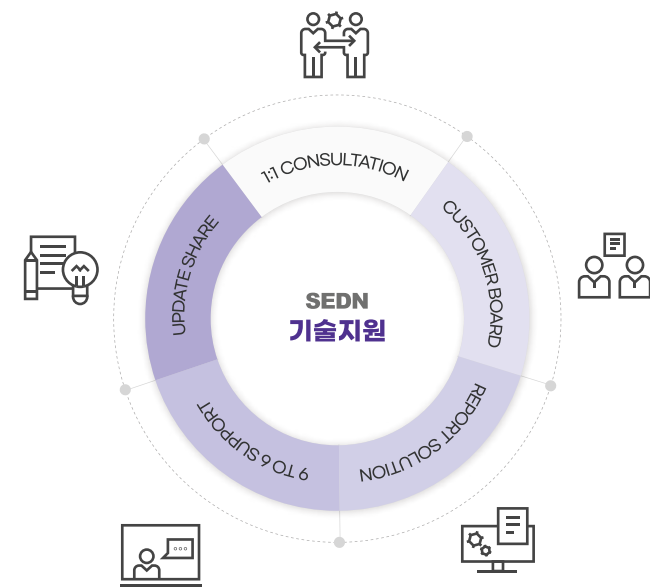 1:1 CONSULTATION
CUSTOMER BOARD
REPORT SOLUTION
9 TO 6 SUPPORT
UPDATE SHARE
SEDN
기술지원